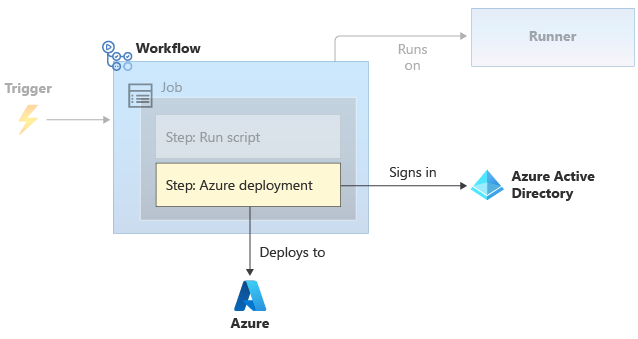 Workflow
Runs
on
Runner
Trigger
Job
Step: Run script
Step: Azure deployment
Signs in
Azure Active
Directory
Deploys to
Azure